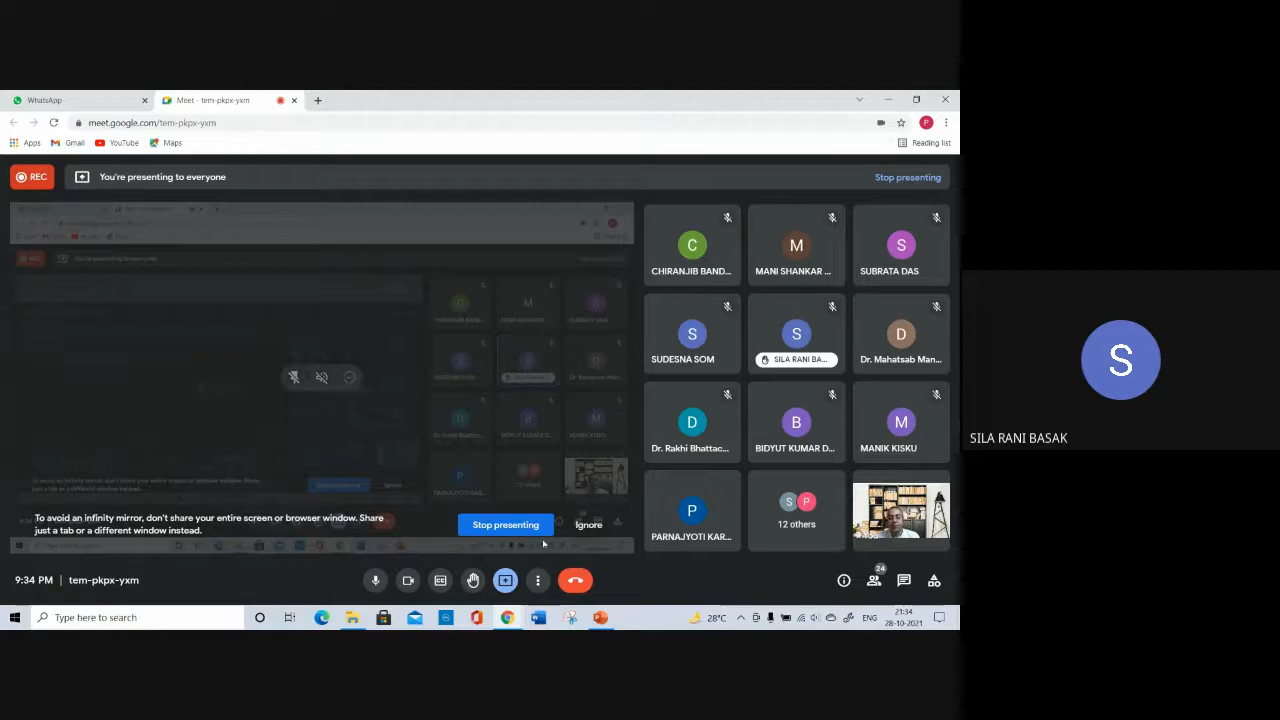 WhatsApp
Meet - tem-pkpx-yxm
meet.google.com/tem-pkpx-yxm
P
Apps
Gmail
YouTube
Maps
Reading list
REC
You're presenting to everyone
Stop presenting
C
M
S
CHIRANJIB BAND...
MANI SHANKAR ...
SUBRATA DAS
S
S
D
SUDESNA SOM
SILA RANI BA...
Dr. Mahatsab Man...
D
B
M
Dr. Rakhi Bhattac...
BIDYUT KUMAR D...
MANIK KISKU
P
S
P
PARNAJYOTI KAR...
12 others
To avoid an infinity mirror, don't share your entire screen or browser window. Share
just a tab or a different window instead.
Stop presenting
Ignore
9:34 PM | tem-pkpx-yxm
24
Type here to search
28°C
ENG
21:34
28-10-2021
S
SILA RANI BASAK